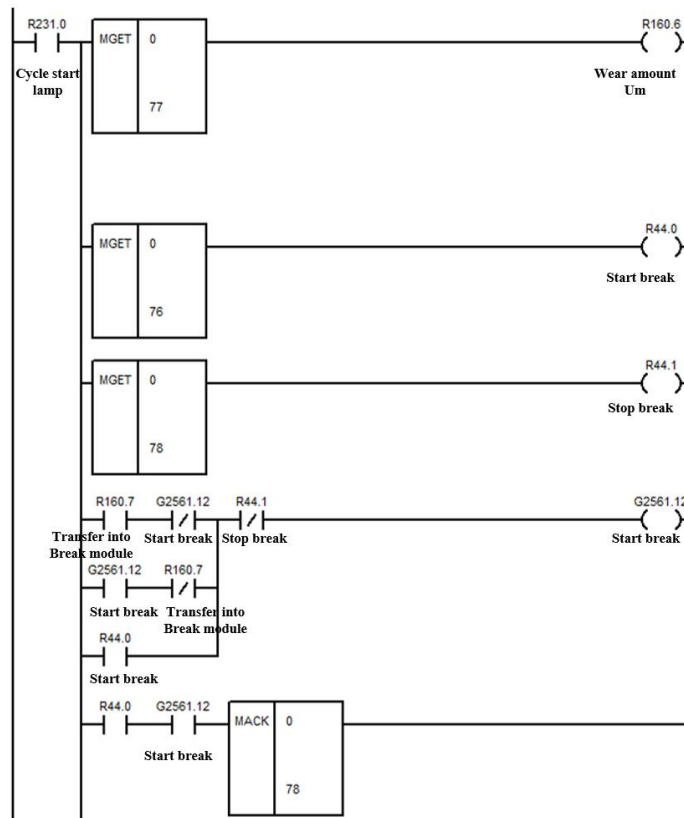 R231.0
MGET 0
R160.6
Cycle start
lamp
Wear amount
Um
77
MGET 0
R44.0
Start break
76
MGET 0
R44.1
Stop break
78
R160.7 G2561.12 R44.1 G2561.12
Transfer into Start break Stop break Start break
Break module
G2561.12 R160.7
Start break Transfer into
Break module
R44.0
Start break
R44.0 G2561.12
MACK 0
Start break
78